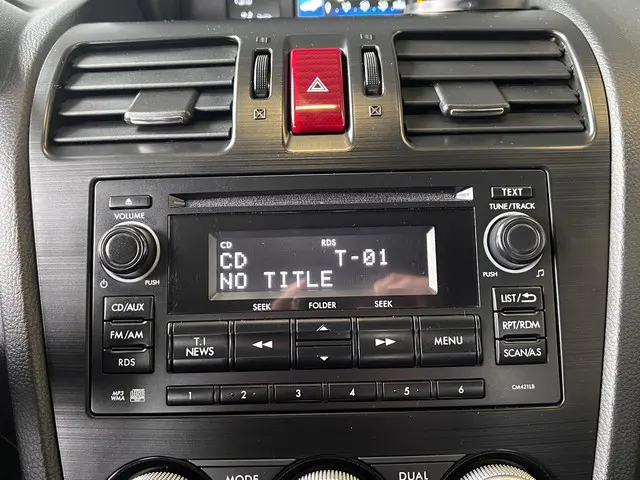 TEXT
VOLUME
TUNE/TRACK
CD RDS
CD T-01
NO TITLE
PUSH
PUSH
SEEK FOLDER SEEK
CD/AUX
LIST/
FM/AM
T.I NEWS
MENU
RPT/RDM
RDS
SCAN/A.S
MP3 WMA
1 ·2· 3 4 ·5· 6
CM421LB
MODE DUAL